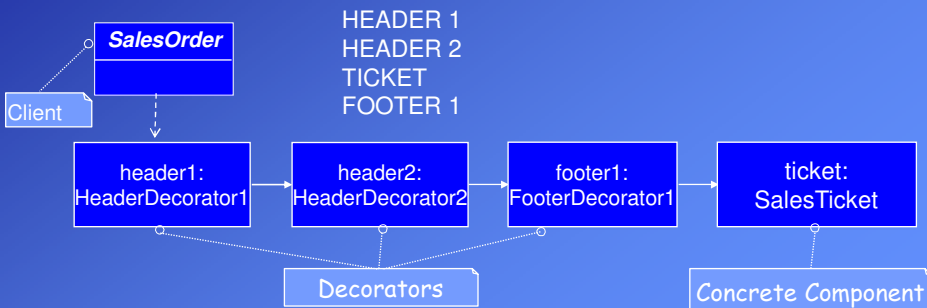 HEADER 1
HEADER 2
TICKET
FOOTER 1
SalesOrder
Client
header1:
HeaderDecorator1
header2:
HeaderDecorator2
footer1:
FooterDecorator1
ticket:
SalesTicket
Decorators
Concrete Component